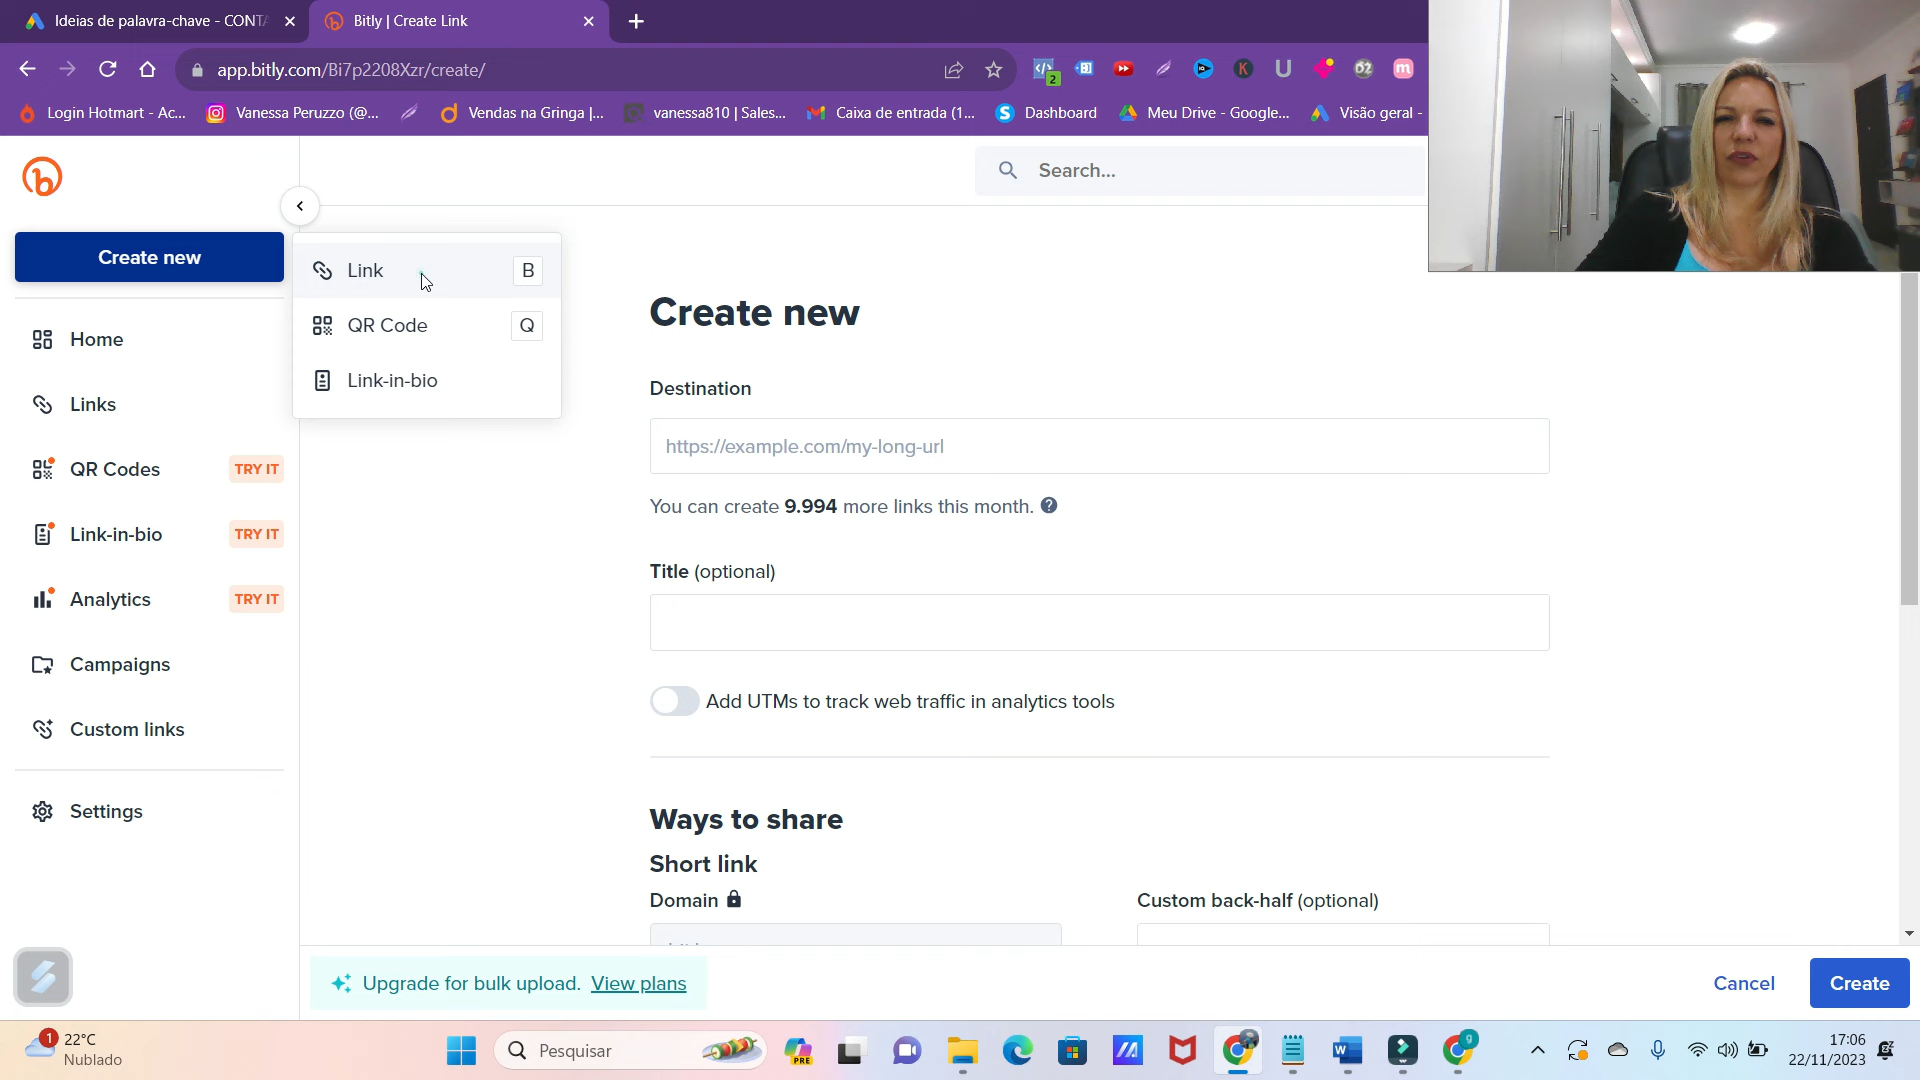 Ideias de palavra-chave - CONTA
Bitly | Create Link
app.bitly.com/Bi7p2208Xzr/create/
2
K
U
D2
m
Login Hotmart - Ac...
Vanessa Peruzzo (@...
Vendas na Gringa |...
vanessa810 | Sales...
Caixa de entrada (1...
Dashboard
Meu Drive - Google...
Visão geral -
Search...
Create new
Link
B
QR Code
Q
Link-in-bio
Home
Links
QR Codes
TRY IT
Link-in-bio
TRY IT
Analytics
TRY IT
Campaigns
Custom links
Settings
Create new
Destination
https://example.com/my-long-url
You can create 9.994 more links this month.
Title (optional)
Add UTMs to track web traffic in analytics tools
Ways to share
Short link
Domain
Custom back-half (optional)
Upgrade for bulk upload. View plans
Cancel
Create
1
22°C
Nublado
Pesquisar
PRE
W
g
17:06
22/11/2023